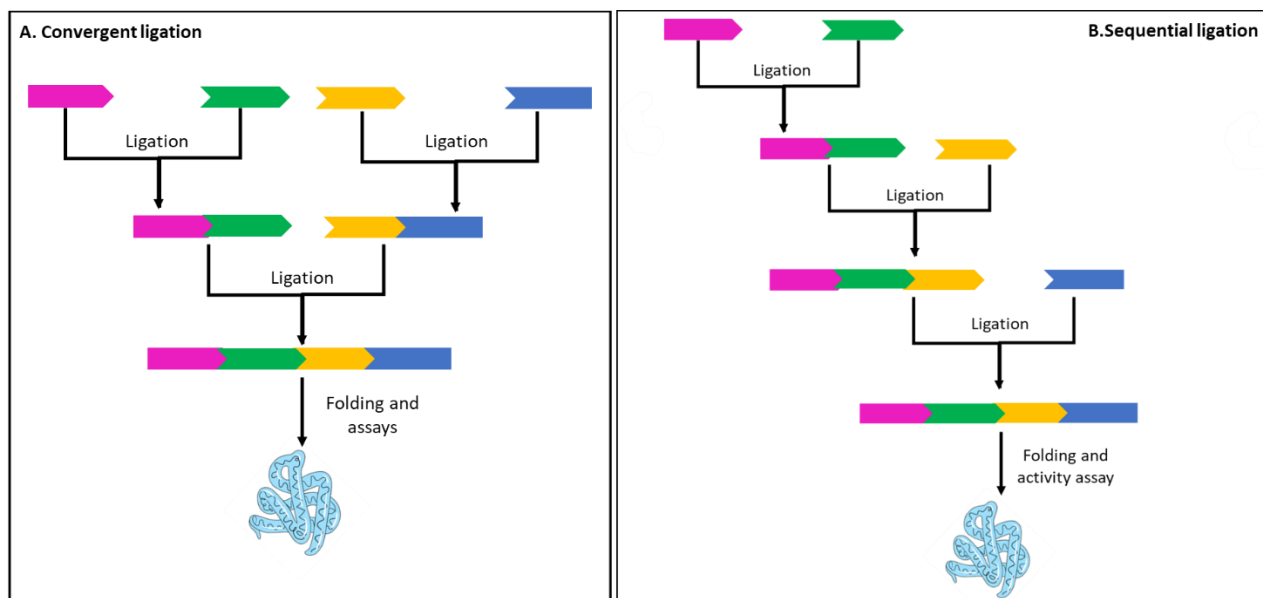 A. Convergent ligation
Ligation
Ligation
Ligation
Folding and
assays
B.Sequential ligation
Ligation
Ligation
Ligation
Folding and
activity assay